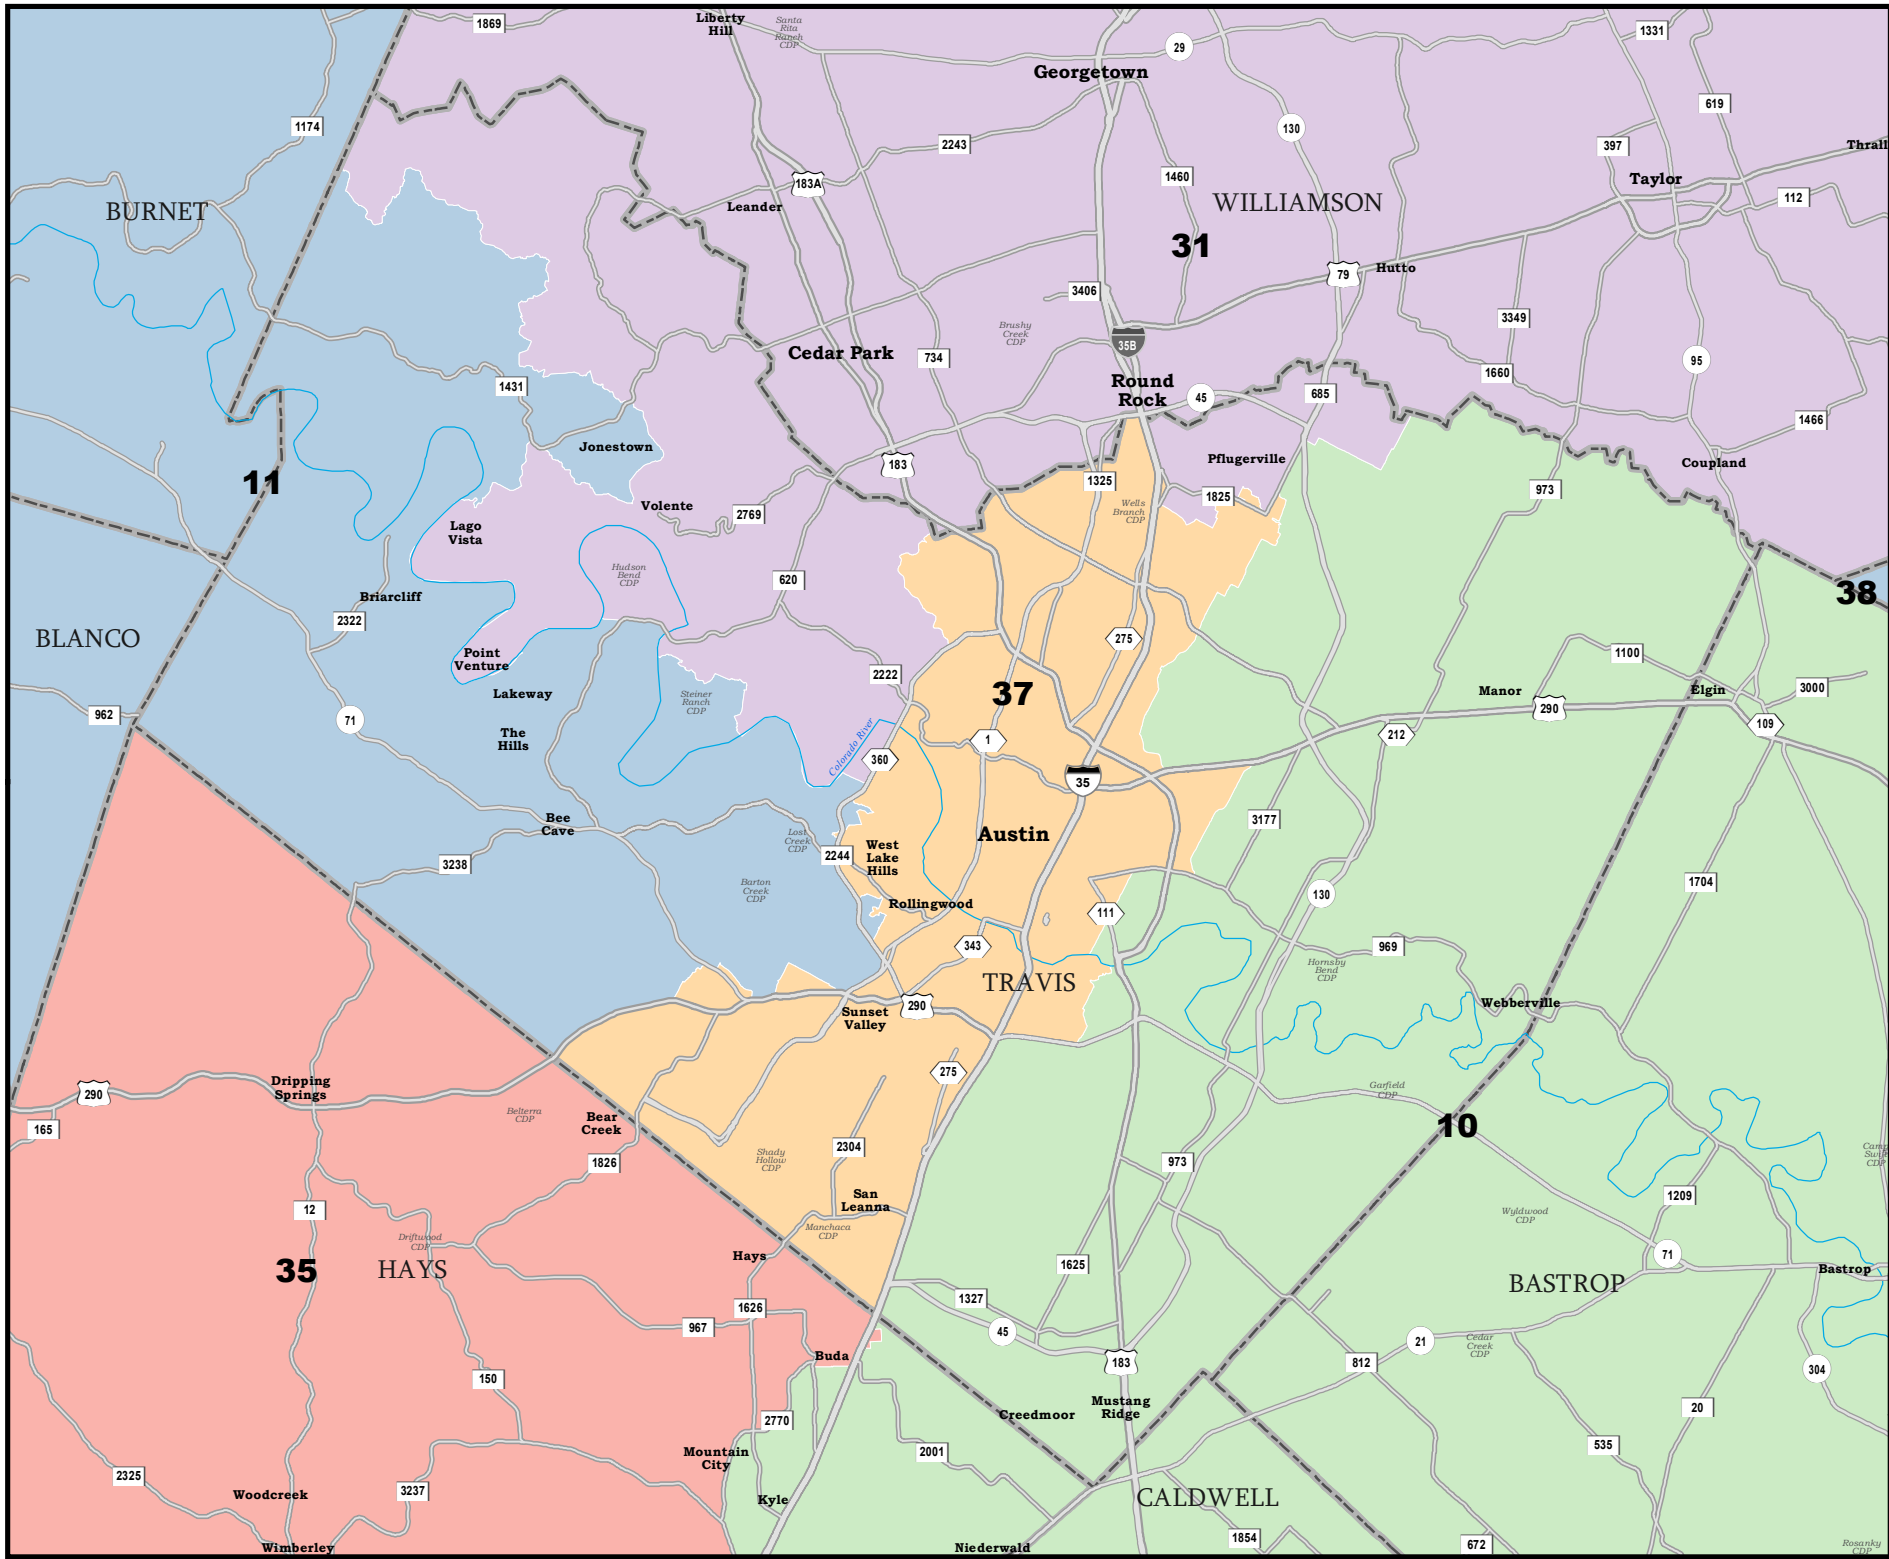 1869
Liberty
Hill
Santa
Rita
Ranch
CDP
29
1331
Georgetown
619
1174
130
2243
397
Thrall
183A
1460
Taylor
112
Leander
BURNET
WILLIAMSON
31
79
Hutto
3406
3349
Brushy
Creek
CDP
35B
Cedar Park
734
95
1660
1431
Round
Rock
45
685
1466
Jonestown
Pflugerville
183
Coupland
11
1325
973
1825
Volente
2769
Wells
Branch
CDP
Lago
Vista
Hudson
Bend
CDP
620
38
Briarcliff
2322
BLANCO
275
1100
Point
Venture
2222
Lakeway
Steiner
Ranch
CDP
37
Manor
Elgin
3000
290
962
71
109
The
Hills
Colorado River
1
212
360
35
3177
Bee
Cave
Austin
Lost
Creek
CDP
2244
West
Lake
Hills
3238
1704
Barton
Creek
CDP
130
Rollingwood
111
343
969
Hornsby
Bend
CDP
TRAVIS
290
Webberville
Sunset
Valley
275
Dripping
Springs
290
Garfield
CDP
Belterra
CDP
Bear
Creek
165
10
2304
Shady
Hollow
CDP
1826
973
Camp
Swift
CDP
San
Leanna
1209
12
Wyldwood
CDP
Manchaca
CDP
Driftwood
CDP
Hays
71
35
HAYS
1625
Bastrop
BASTROP
1327
1626
967
45
21
Cedar
Creek
CDP
Buda
183
812
304
150
Mustang
Ridge
Creedmoor
20
2770
2001
535
Mountain
City
2325
3237
Woodcreek
Kyle
CALDWELL
1854
672
Wimberley
Niederwald
Rosanky
CDP